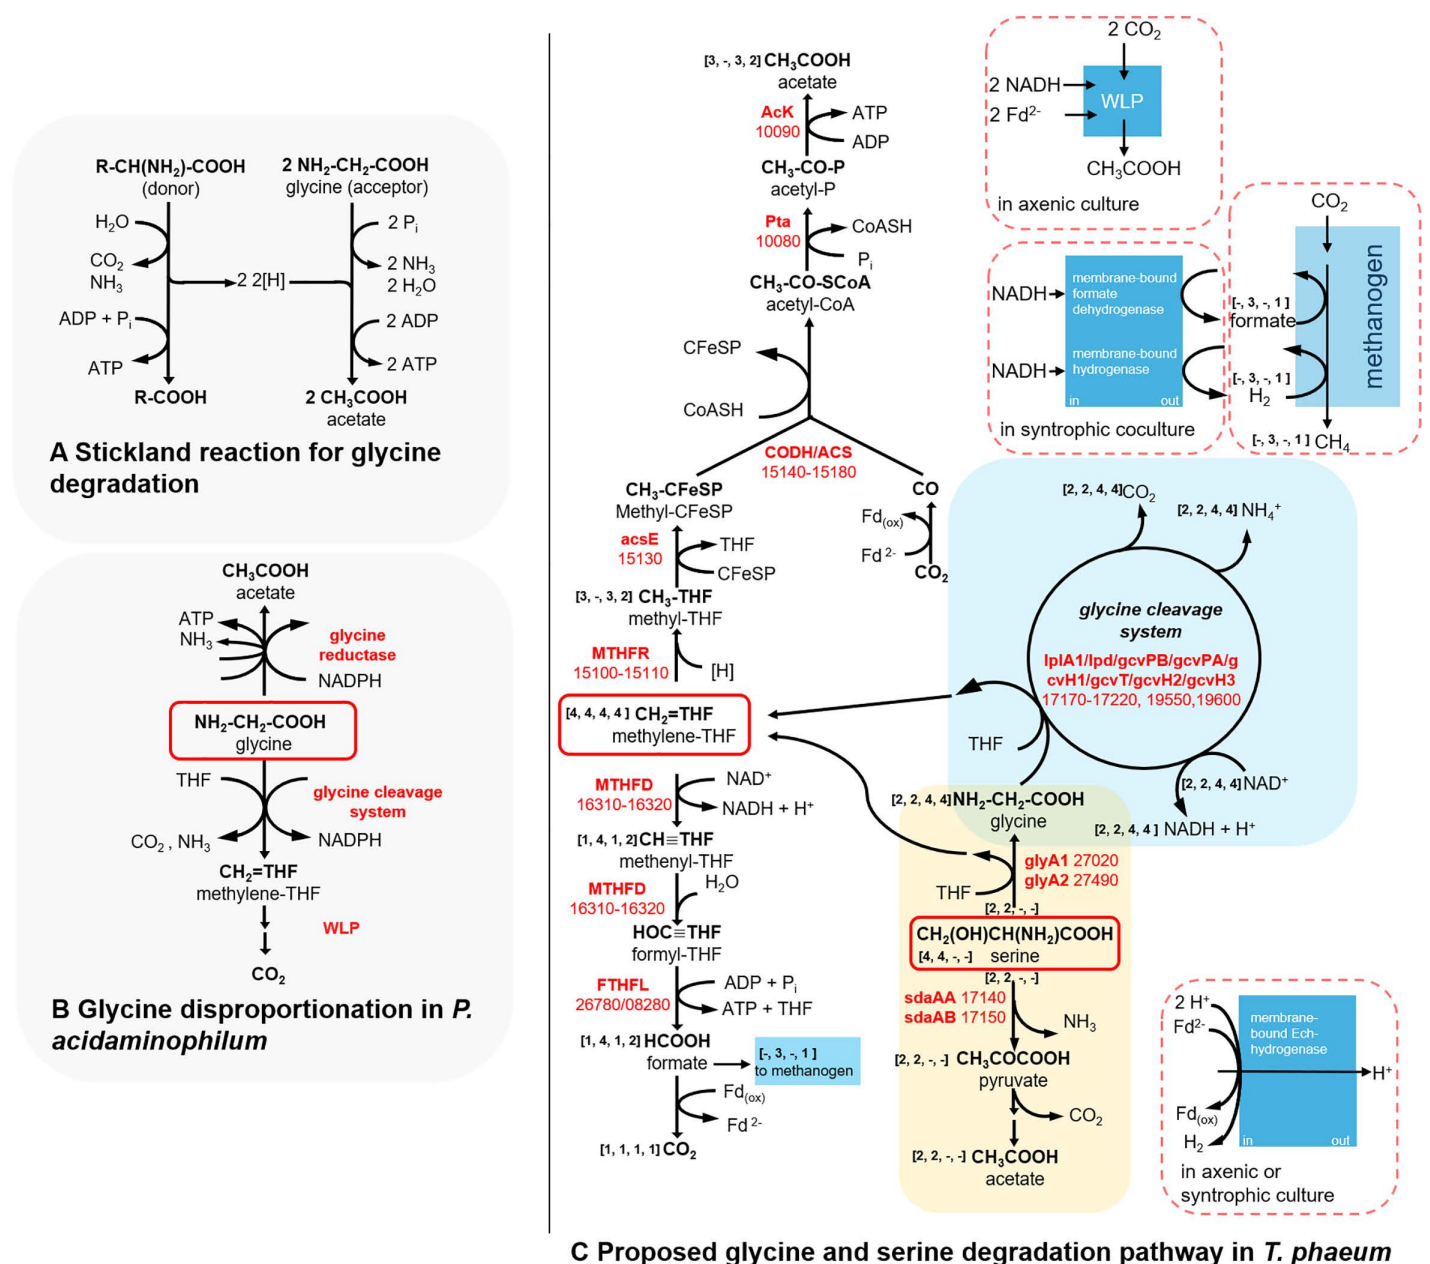 R-CH(NH₂)-COOH
(donor)
2 NH₂-CH₂-COOH
glycine (acceptor)
H₂O
CO₂
NH₃
2 Pᵢ
2 NH₃
2 H₂O
2 2[H]
ADP + Pᵢ
ATP
2 ADP
2 ATP
R-COOH
2 CH₃COOH
acetate
A Stickland reaction for glycine
degradation
CH₃COOH
acetate
ATP
NH₃
glycine
reductase
NADPH
NH₂-CH₂-COOH
glycine
THF
glycine cleavage
system
CO₂ , NH₃
NADPH
CH₂=THF
methylene-THF
WLP
CO₂
B Glycine disproportionation in P.
acidaminophilum
[3, -, 3, 2] CH₃COOH
acetate
AcK
10090
ATP
ADP
CH₃-CO-P
acetyl-P
Pta
10080
CoASH
Pᵢ
CH₃-CO-SCoA
acetyl-CoA
CFeSP
CoASH
CODH/ACS
15140-15180
CH₃-CFeSP
Methyl-CFeSP
CO
Fd(ox)
Fd²⁻
CO₂
acsE
15130
THF
CFeSP
[3, -, 3, 2] CH₃-THF
methyl-THF
MTHFR
15100-15110
[H]
[4, 4, 4, 4 ] CH₂=THF
methylene-THF
MTHFD
16310-16320
NAD⁺
NADH + H⁺
[1, 4, 1, 2] CH≡THF
methenyl-THF
MTHFD
16310-16320
H₂O
HOC≡THF
formyl-THF
FTHFL
26780/08280
ADP + Pᵢ
ATP + THF
[1, 4, 1, 2] HCOOH
formate
[-, 3, -, 1 ]
to methanogen
Fd(ox)
Fd²⁻
[1, 1, 1, 1] CO₂
2 CO₂
2 NADH
2 Fd²⁻
WLP
CH₃COOH
in axenic culture
NADH
membrane-bound
formate
dehydrogenase
NADH
membrane-bound
hydrogenase
in
out
in syntrophic coculture
CO₂
methanogen
[-, 3, -, 1 ]
formate
[-, 3, -, 1 ]
H₂
[-, 3, -, 1 ] CH₄
[2, 2, 4, 4] CO₂
[2, 2, 4, 4] NH₄⁺
glycine cleavage
system
lplA1/lpd/gcvPB/gcvPA/g
cvH1/gcvT/gcvH2/gcvH3
17170-17220, 19550,19600
THF
[2, 2, 4, 4] NAD⁺
[2, 2, 4, 4 ] NADH + H⁺
[2, 2, 4, 4] NH₂-CH₂-COOH
glycine
glyA1 27020
glyA2 27490
THF
[2, 2, -, -]
CH₂(OH)CH(NH₂)COOH
[4, 4, -, -] serine
[2, 2, -, -]
sdaAA 17140
sdaAB 17150
NH₃
[2, 2, -, -] CH₃COCOOH
pyruvate
CO₂
[2, 2, -, -] CH₃COOH
acetate
2 H⁺
Fd²⁻
membrane-
bound Ech-
hydrogenase
H⁺
Fd(ox)
H₂
in
out
in axenic or
syntrophic culture
C Proposed glycine and serine degradation pathway in T. phaeum